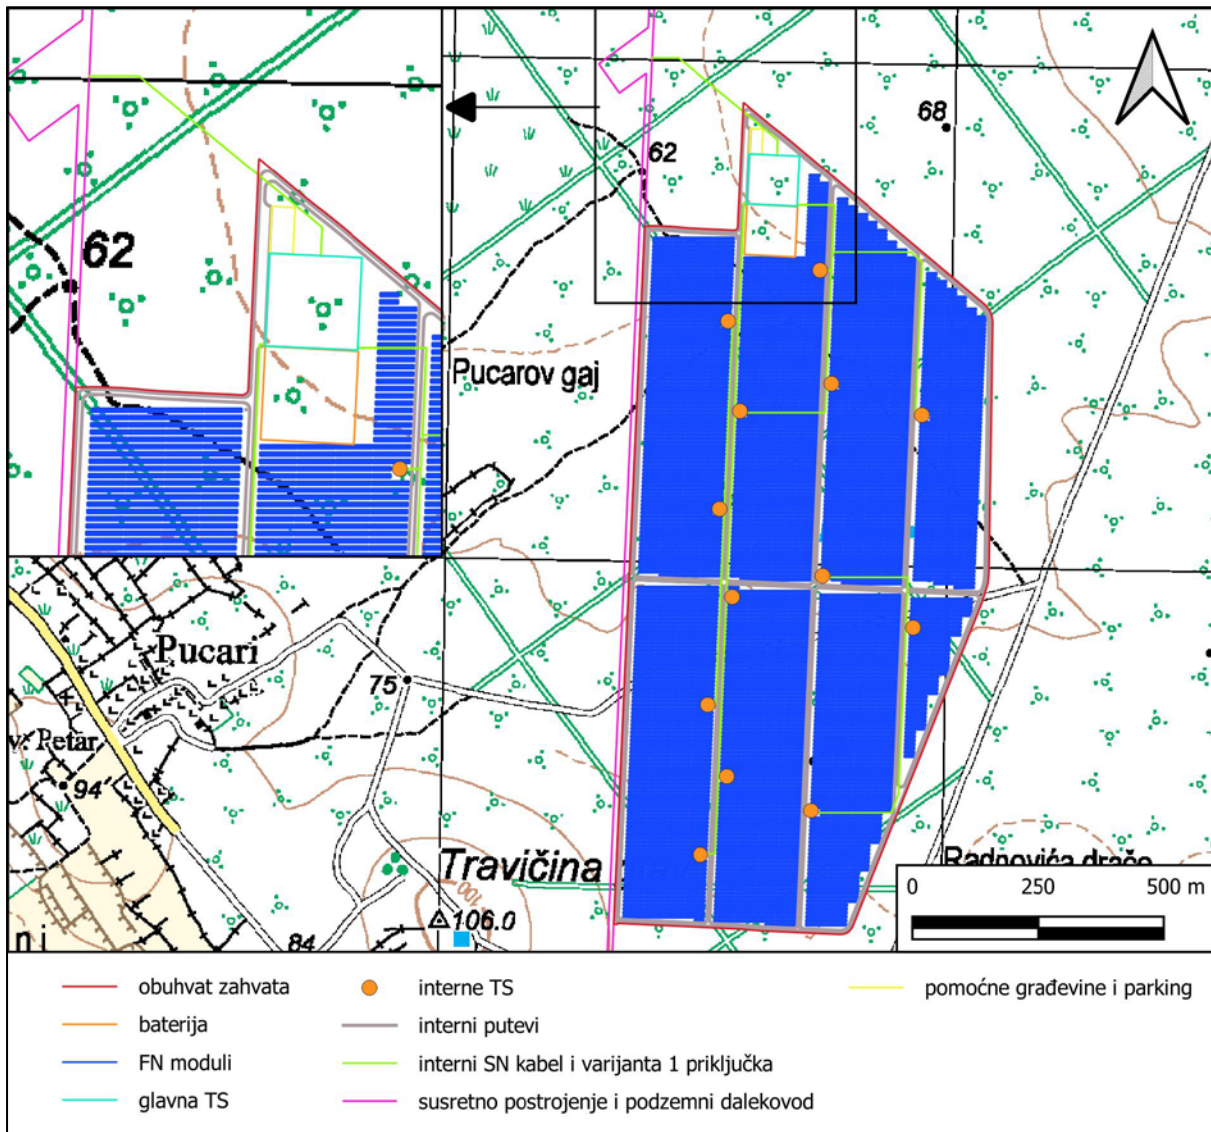 62
62
68
Pucarov gaj
Pucari
75
v. Petar
94
Travičina
100
106.0
84
n i
Radnovića drače
0 250 500 m
obuhvat zahvata
baterija
FN moduli
glavna TS
interne TS
interni putevi
interni SN kabel i varijanta 1 priključka
susretno postrojenje i podzemni dalekovod
pomoćne građevine i parking